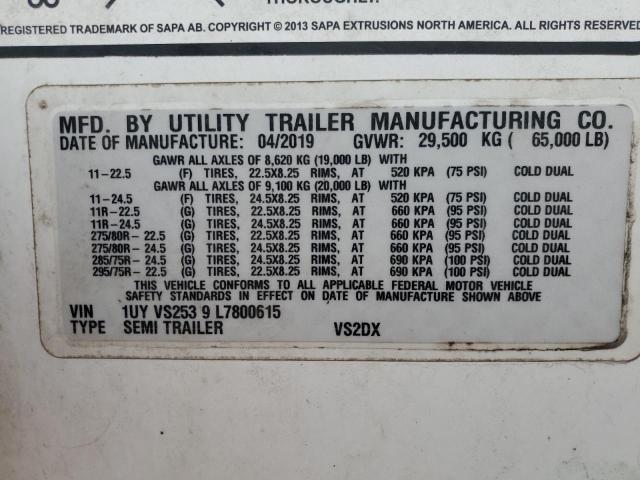 REGISTERED TRADEMARK OF SAPA AB. COPYRIGHT © 2013 SAPA EXTRUSIONS NORTH AMERICA. ALL RIGHTS
MFD. BY UTILITY TRAILER MANUFACTURING CO.
DATE OF MANUFACTURE: 04/2019 GVWR: 29,500 KG ( 65,000 LB)
GAWR ALL AXLES OF 8,620 KG (19,000 LB) WITH
11-22.5 (F) TIRES, 22.5X8.25 RIMS, AT 520 KPA (75 PSI) COLD DUAL
GAWR ALL AXLES OF 9,100 KG (20,000 LB) WITH
11-24.5 (F) TIRES, 24.5X8.25 RIMS, AT 520 KPA (75 PSI) COLD DUAL
11R-22.5 (G) TIRES, 22.5X8.25 RIMS, AT 660 KPA (95 PSI) COLD DUAL
11R-24.5 (G) TIRES, 24.5X8.25 RIMS, AT 660 KPA (95 PSI) COLD DUAL
275/80R-22.5 (G) TIRES, 22.5X8.25 RIMS, AT 660 KPA (95 PSI) COLD DUAL
275/80R-24.5 (G) TIRES, 24.5X8.25 RIMS, AT 660 KPA (95 PSI) COLD DUAL
285/75R-24.5 (G) TIRES, 24.5X8.25 RIMS, AT 690 KPA (100 PSI) COLD DUAL
295/75R-22.5 (G) TIRES, 22.5X8.25 RIMS, AT 690 KPA (100 PSI) COLD DUAL
THIS VEHICLE CONFORMS TO ALL APPLICABLE FEDERAL MOTOR VEHICLE
SAFETY STANDARDS IN EFFECT ON DATE OF MANUFACTURE SHOWN ABOVE
VIN 1UY VS253 9 L7800615
TYPE SEMI TRAILER VS2DX